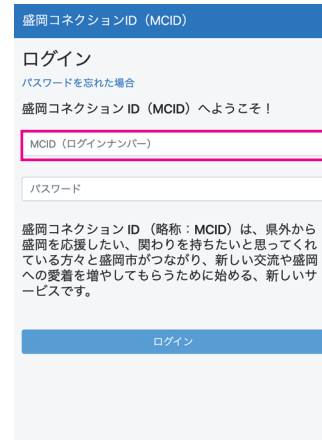 盛岡コネクションID（MCID）
ログイン
パスワードを忘れた場合
盛岡コネクション ID（MCID）へようこそ！
MCID（ログインナンバー）
パスワード
盛岡コネクション ID （略称：MCID）は、県外から
盛岡を応援したい、関わりを持ちたいと思ってくれ
ている方々と盛岡市がつながり、新しい交流や盛岡
への愛着を増やしてもらうために始める、新しいサ
ービスです。
ログイン